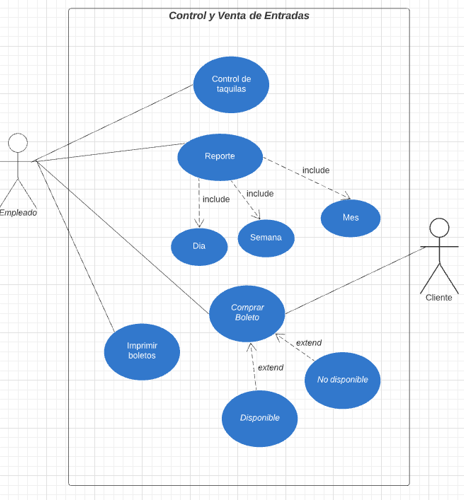 Control y Venta de Entradas
Control de
taquilas
Reporte
include
include
include
Mes
Dia
Semana
Empleado
Cliente
Comprar
Boleto
Imprimir
boletos
extend
extend
No disponible
Disponible